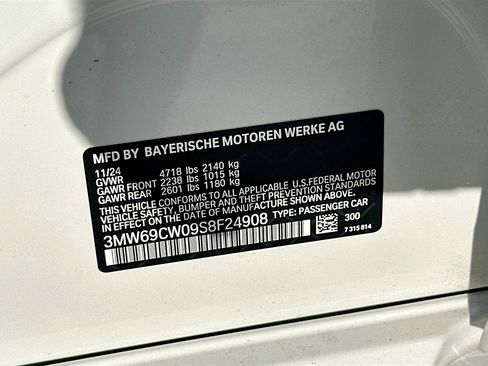 MFD BY BAYERISCHE MOTOREN WERKE AG
11/24
GVWR 4718 lbs 2140 kg
GAWR FRONT 2238 lbs 1015 kg
GAWR REAR 2601 lbs 1180 kg
THIS VEHICLE CONFORMS TO ALL APPLICABLE U.S.FEDERAL MOTOR
VEHICLE SAFETY AND THEFT PREVENTION STANDARDS
IN EFFECT ON THE DATE OF MANUFACTURE SHOWN ABOVE.
3MW69CW09S8F24908 TYPE: PASSENGER CAR
300
7 315 614